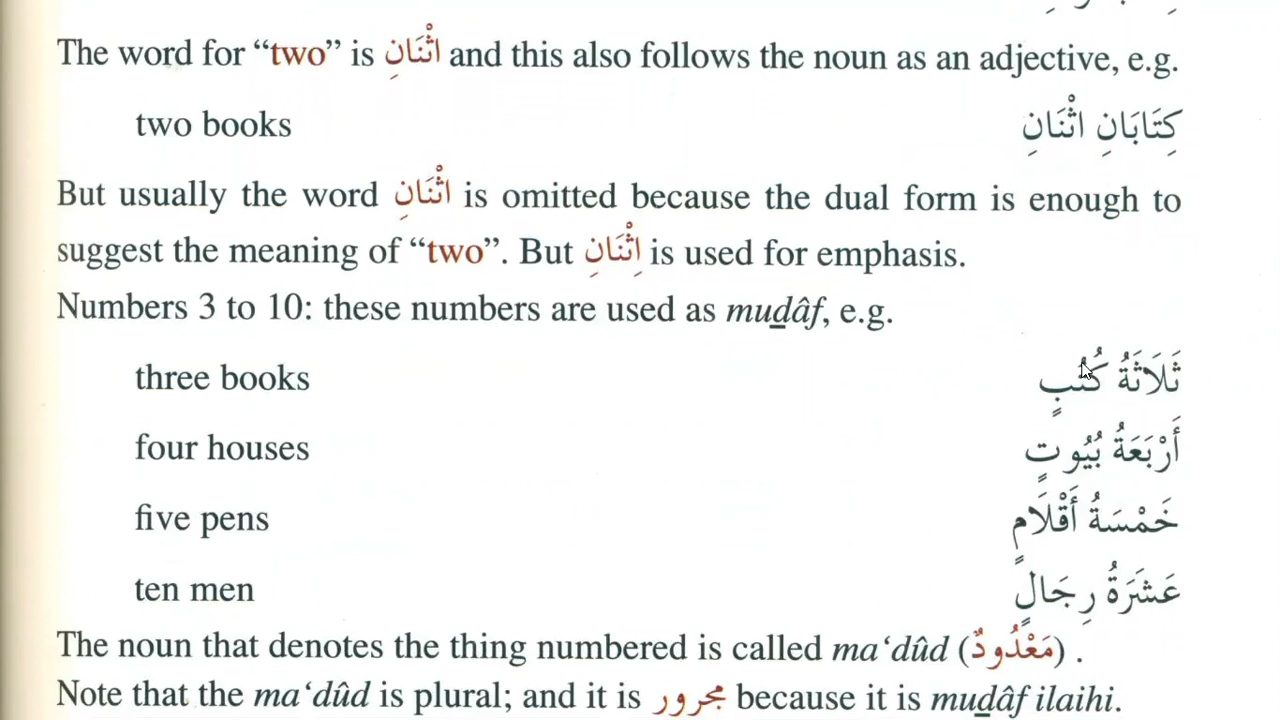 The word for “two” is اثْنَانِ and this also follows the noun as an adjective, e.g.
two books كِتَابَانِ اثْنَانِ
But usually the word اثْنَانِ is omitted because the dual form is enough to
suggest the meaning of “two”. But اِثْنَانِ is used for emphasis.
Numbers 3 to 10: these numbers are used as muḏâf, e.g.
three books ثَلَاثَةُ كُتُبٍ
four houses أَرْبَعَةُ بُيُوتٍ
five pens خَمْسَةُ أَقْلَامٍ
ten men عَشَرَةُ رِجَالٍ
The noun that denotes the thing numbered is called ma‘dûd (مَعْدُودٌ) .
Note that the ma‘dûd is plural; and it is مجرور because it is muḏâf ilaihi.